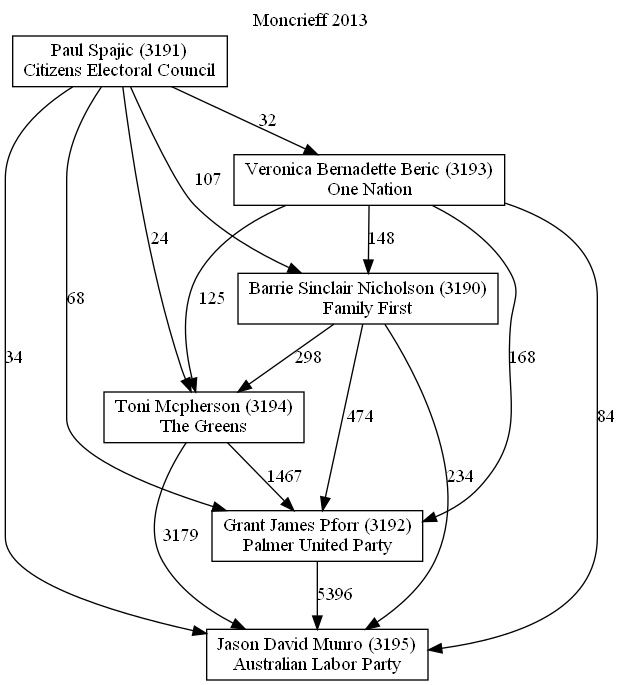 Moncrieff 2013
Paul Spajic (3191)
Citizens Electoral Council
32
Veronica Bernadette Beric (3193)
One Nation
107
24
148
Barrie Sinclair Nicholson (3190)
Family First
68
125
34
298
168
84
Toni Mcpherson (3194)
The Greens
474
1467
234
Grant James Pforr (3192)
Palmer United Party
3179
5396
Jason David Munro (3195)
Australian Labor Party